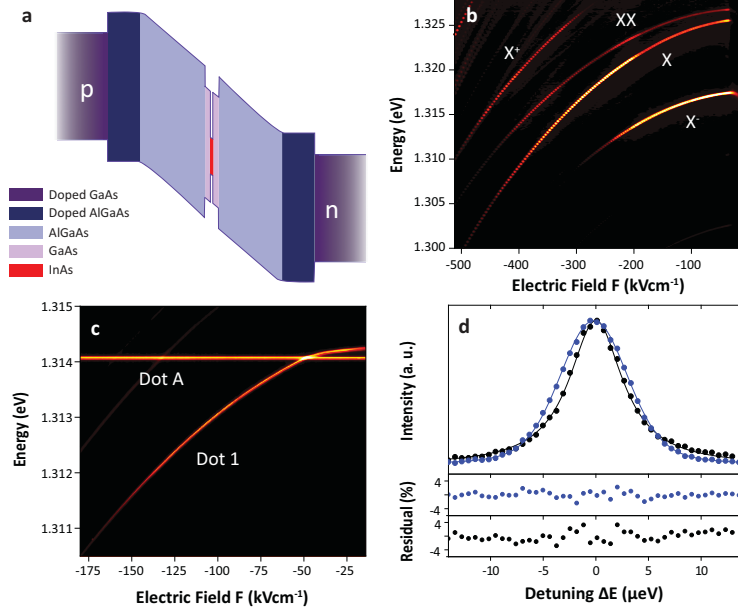 a
p
n
Doped GaAs
Doped AlGaAs
AlGaAs
GaAs
InAs
b
X⁺
XX
X
X⁻
Energy (eV)
1.325
1.320
1.315
1.310
1.305
1.300
-500 -400 -300 -200 -100
Electric Field F (kVcm⁻¹)
c
Dot A
Dot 1
Energy (eV)
1.315
1.314
1.313
1.312
1.311
-175 -150 -125 -100 -75 -50 -25
Electric Field F (kVcm⁻¹)
d
Intensity (a. u.)
Residual (%)
4
-4
4
-4
-10 -5 0 5 10
Detuning ΔE (μeV)